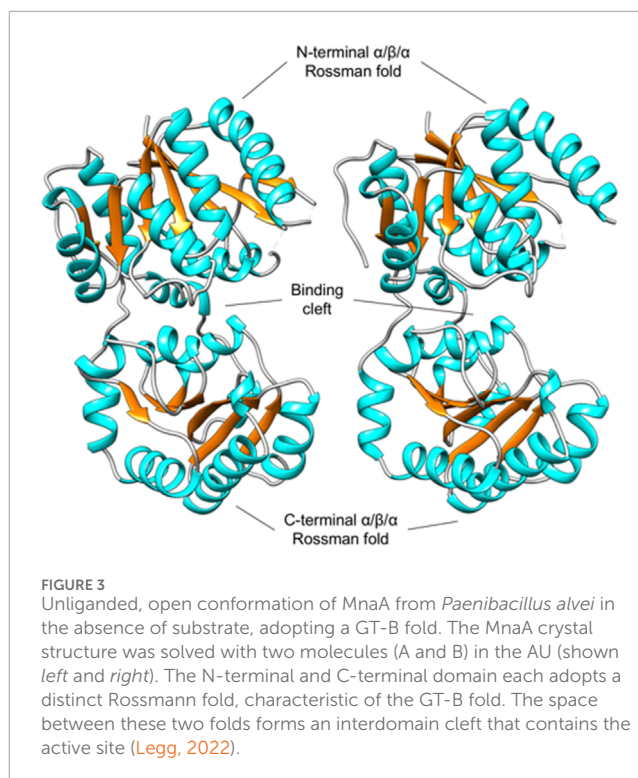 N-terminal α/β/α
Rossman fold
Binding
cleft
C-terminal α/β/α
Rossman fold
FIGURE 3
Unliganded, open conformation of MnaA from Paenibacillus alvei in
the absence of substrate, adopting a GT-B fold. The MnaA crystal
structure was solved with two molecules (A and B) in the AU (shown
left and right). The N-terminal and C-terminal domain each adopts a
distinct Rossmann fold, characteristic of the GT-B fold. The space
between these two folds forms an interdomain cleft that contains the
active site (Legg, 2022).